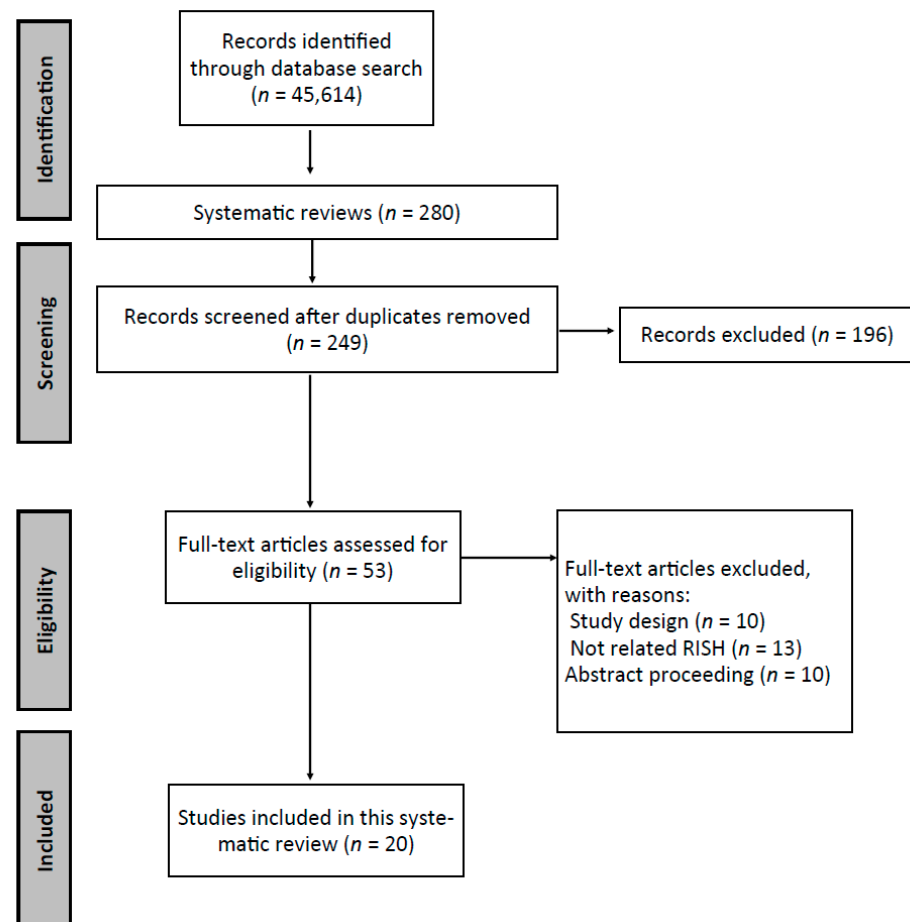 Identification
Records identified
through database search
(n = 45,614)
Systematic reviews (n = 280)
Screening
Records screened after duplicates removed
(n = 249)
Records excluded (n = 196)
Eligibility
Full-text articles assessed for
eligibility (n = 53)
Full-text articles excluded,
with reasons:
Study design (n = 10)
Not related RISH (n = 13)
Abstract proceeding (n = 10)
Included
Studies included in this syste-
matic review (n = 20)